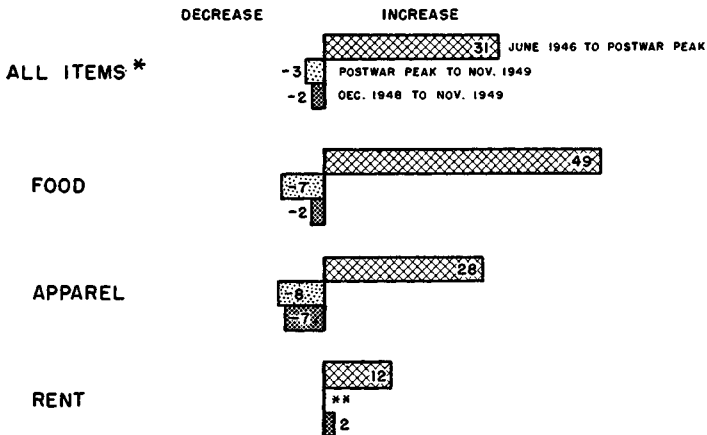 DECREASE INCREASE
31 JUNE 1946 TO POSTWAR PEAK
ALL ITEMS* -3 POSTWAR PEAK TO NOV. 1949
-2 DEC. 1948 TO NOV. 1949
49
FOOD -7
-2
28
APPAREL -8
-7
12
RENT **
2